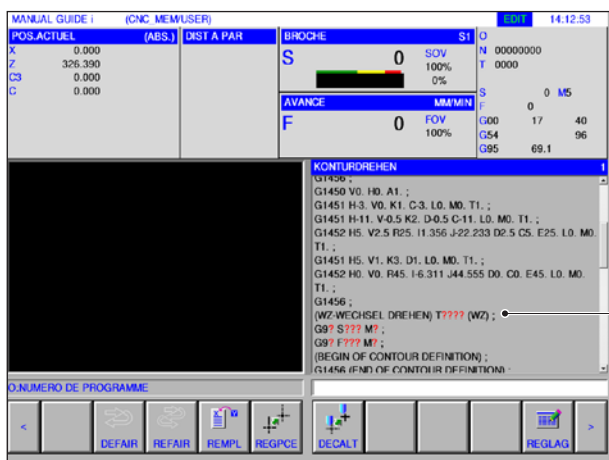 MANUAL GUIDE i (CNC_MEM/USER) EDIT 14:12:53
POS.ACTUEL (ABS.) DIST A PAR
X 0.000
Z 326.390
C3 0.000
C 0.000
BROCHE S1
S 0 SOV 100%
0%
AVANCE MM/MIN
F 0 FOV 100%
O
N 00000000
T 0000
S 0 M5
F 0
G00 17 40
G54 96
G95 69.1
KONTURDREHEN 1
G1456 ;
G1450 V0. H0. A1. ;
G1451 H-3. V0. K1. C-3. L0. M0. T1. ;
G1451 H-11. V-0.5 K2. D-0.5 C-11. L0. M0. T1. ;
G1452 H5. V2.5 R25. I1.356 J-22.233 D2.5 C5. E25. L0. M0.
T1. ;
G1451 H5. V1. K3. D1. L0. M0. T1. ;
G1452 H0. V0. R45. I-6.311 J44.555 D0. C0. E45. L0. M0.
T1. ;
G1456 ;
(WZ-WECHSEL DREHEN) T???? (WZ) ;
G9? S??? M? ;
G9? F??? M? ;
(BEGIN OF CONTOUR DEFINITION) ;
G1456 (END OF CONTOUR DEFINITION) ;
O:NUMERO DE PROGRAMME
< DEFAIR REFAIR REMPL REGPCE DECALT REGLAG >